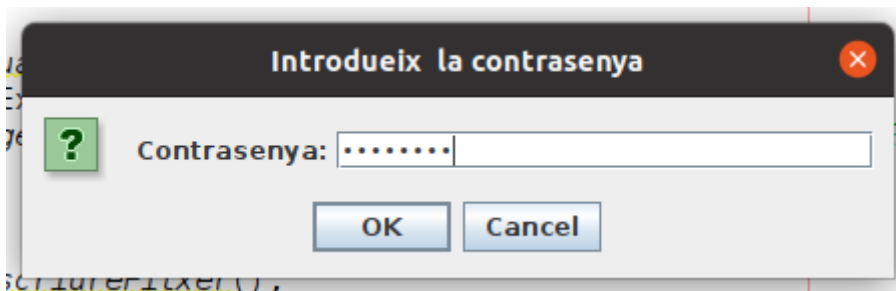 Introdueix la contrasenya
?
Contrasenya: ••••••••
OK Cancel
scriureFitxer();